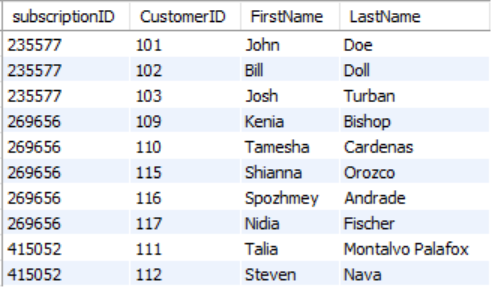 subscriptionID CustomerID FirstName LastName
235577 101 John Doe
235577 102 Bill Doll
235577 103 Josh Turban
269656 109 Kenia Bishop
269656 110 Tamesha Cardenas
269656 115 Shianna Orozco
269656 116 Spozhmey Andrade
269656 117 Nidia Fischer
415052 111 Talia Montalvo Palafox
415052 112 Steven Nava